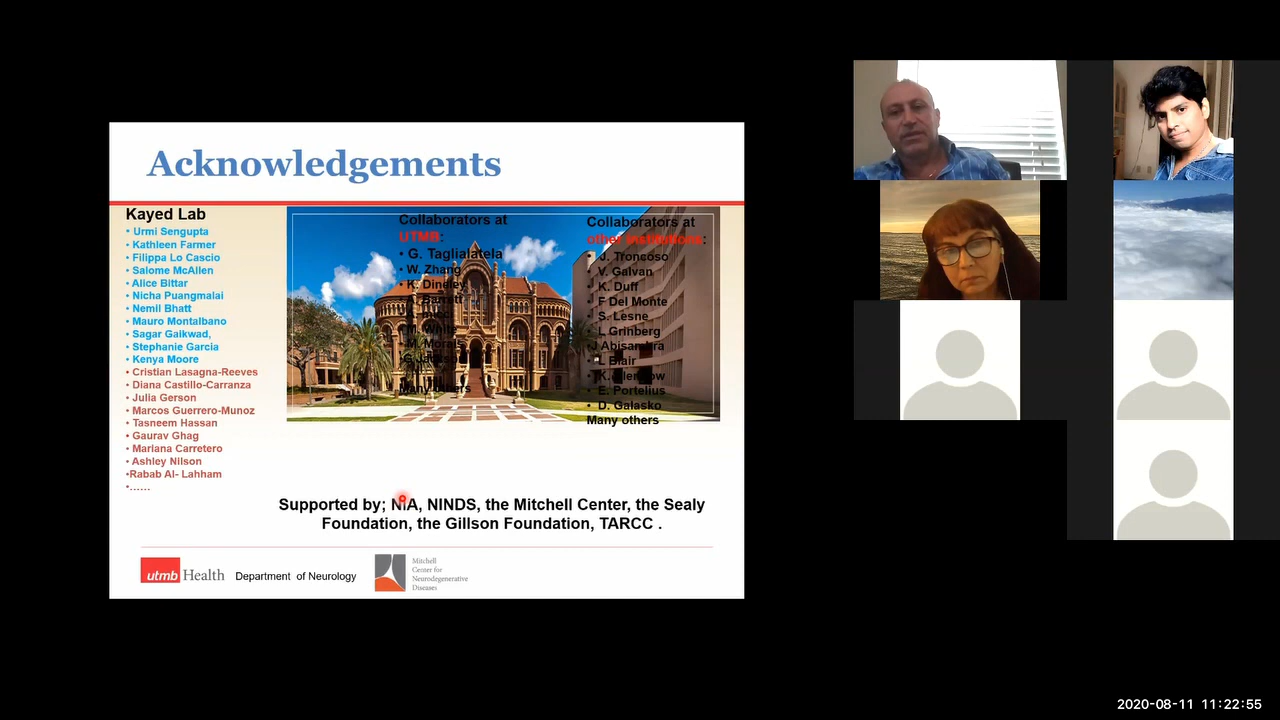 Acknowledgements
Kayed Lab
• Urmi Sengupta
• Kathleen Farmer
• Filippa Lo Cascio
• Salome McAllen
• Alice Bittar
• Nicha Puangmalai
• Nemil Bhatt
• Mauro Montalbano
• Sagar Gaikwad,
• Stephanie Garcia
• Kenya Moore
• Cristian Lasagna-Reeves
• Diana Castillo-Carranza
• Julia Gerson
• Marcos Guerrero-Munoz
• Tasneem Hassan
• Gaurav Ghag
• Mariana Carretero
• Ashley Nilson
•Rabab Al- Lahham
•......
Collaborators at
UTMB:
• G. Taglialatela
• W. Zhang
• K. Dineley
• A. Barrett
• M. White
• M. Morais
Collaborators at
other institutions:
• J. Troncoso
• V. Galvan
• K. Duff
• F Del Monte
• S. Lesne
• L Grinberg
•J Abisambra
• L Blair
• E. Portelius
• D. Galasko
Many others
Supported by; NIA, NINDS, the Mitchell Center, the Sealy
Foundation, the Gillson Foundation, TARCC .
utmb Health
Department of Neurology
Mitchell
Center for
Neurodegenerative
Diseases
2020-08-11 11:22:55